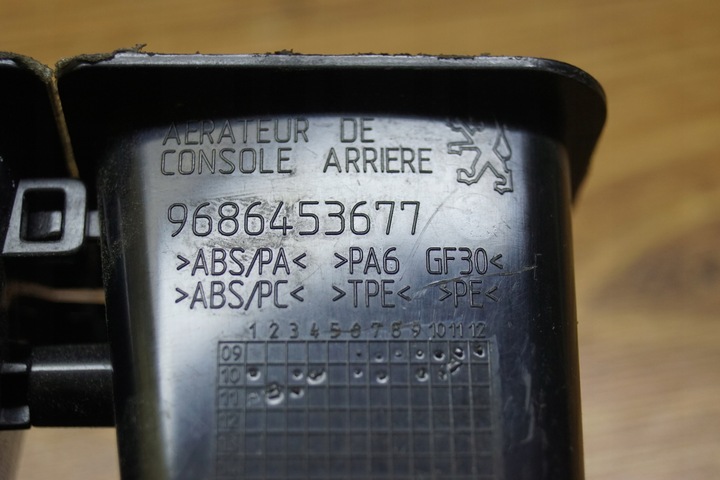 AERATEUR DE
CONSOLE ARRIERE
9686453677
>ABS/PA< >PA6 GF30<
>ABS/PC< >TPE< >PE<
1 2 3 4 5 6 7 8 9 10 11 12
09
10
11